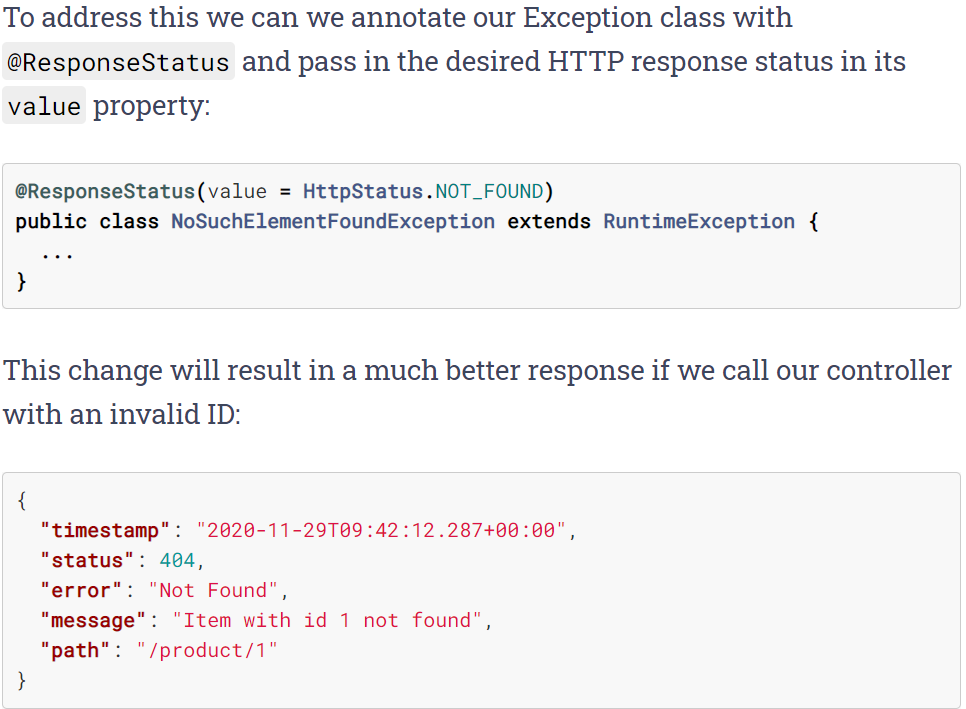 To address this we can we annotate our Exception class with
@ResponseStatus and pass in the desired HTTP response status in its
value property:
@ResponseStatus(value = HttpStatus.NOT_FOUND)
public class NoSuchElementFoundException extends RuntimeException {
  ...
}
This change will result in a much better response if we call our controller
with an invalid ID:
{
  "timestamp": "2020-11-29T09:42:12.287+00:00",
  "status": 404,
  "error": "Not Found",
  "message": "Item with id 1 not found",
  "path": "/product/1"
}